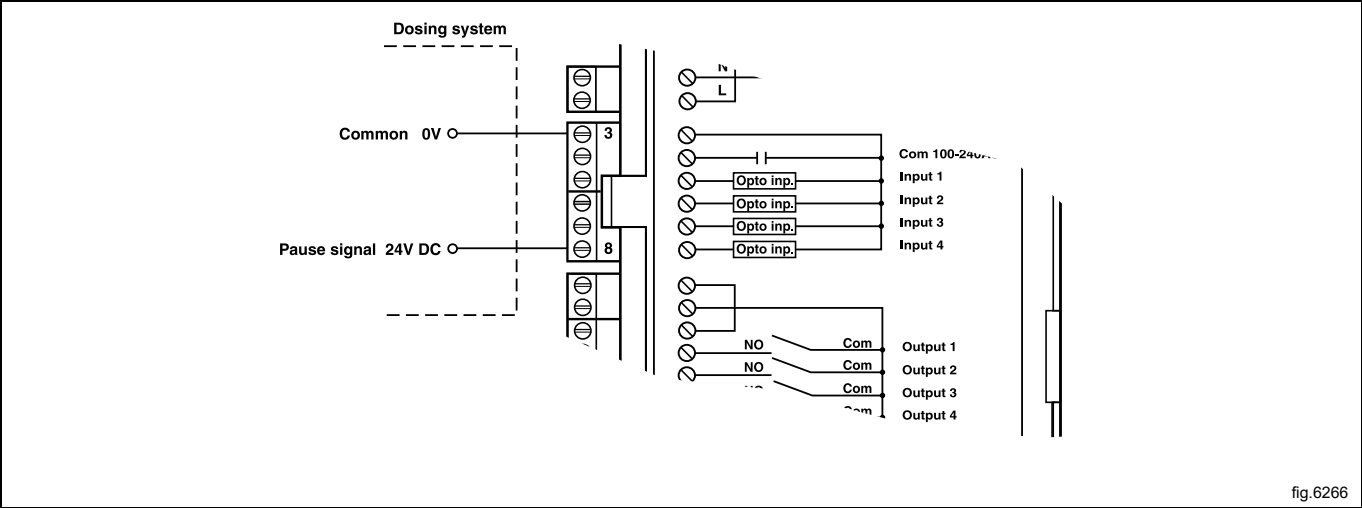 Dosing system
L
Common 0V 3
Com
Input 1
Opto inp.
Input 2
Opto inp.
Input 3
Opto inp.
Input 4
Opto inp.
Pause signal 24V DC 8
NO Com Output 1
NO Com Output 2
Com Output 3
Output 4
fig.6266